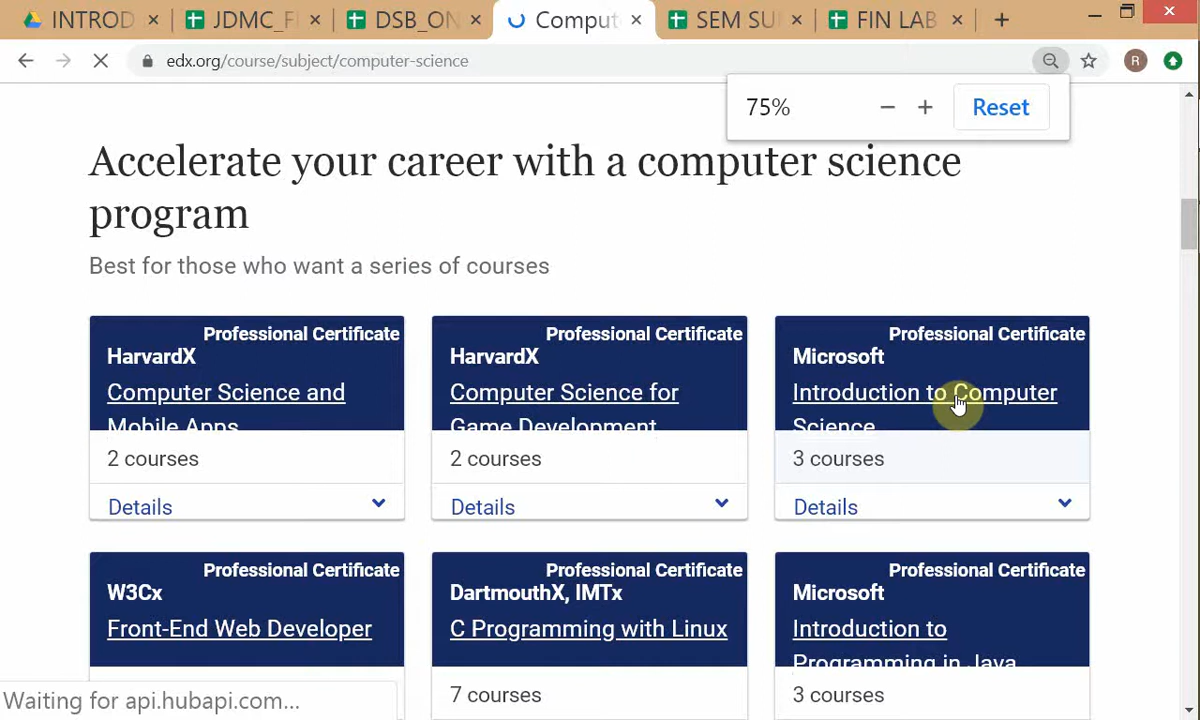 INTROD
JDMC_F
DSB_ON
Comput
SEM SU
FIN LAB
edx.org/course/subject/computer-science
R
75%
Reset
Accelerate your career with a computer science
program
Best for those who want a series of courses
Professional Certificate
HarvardX
Computer Science and
Mobile Apps
2 courses
Details
Professional Certificate
HarvardX
Computer Science for
Game Development
2 courses
Details
Professional Certificate
Microsoft
Introduction to Computer
Science
3 courses
Details
Professional Certificate
W3Cx
Front-End Web Developer
Professional Certificate
DartmouthX, IMTx
C Programming with Linux
7 courses
Professional Certificate
Microsoft
Introduction to
Programming in Java
3 courses
Waiting for api.hubapi.com...